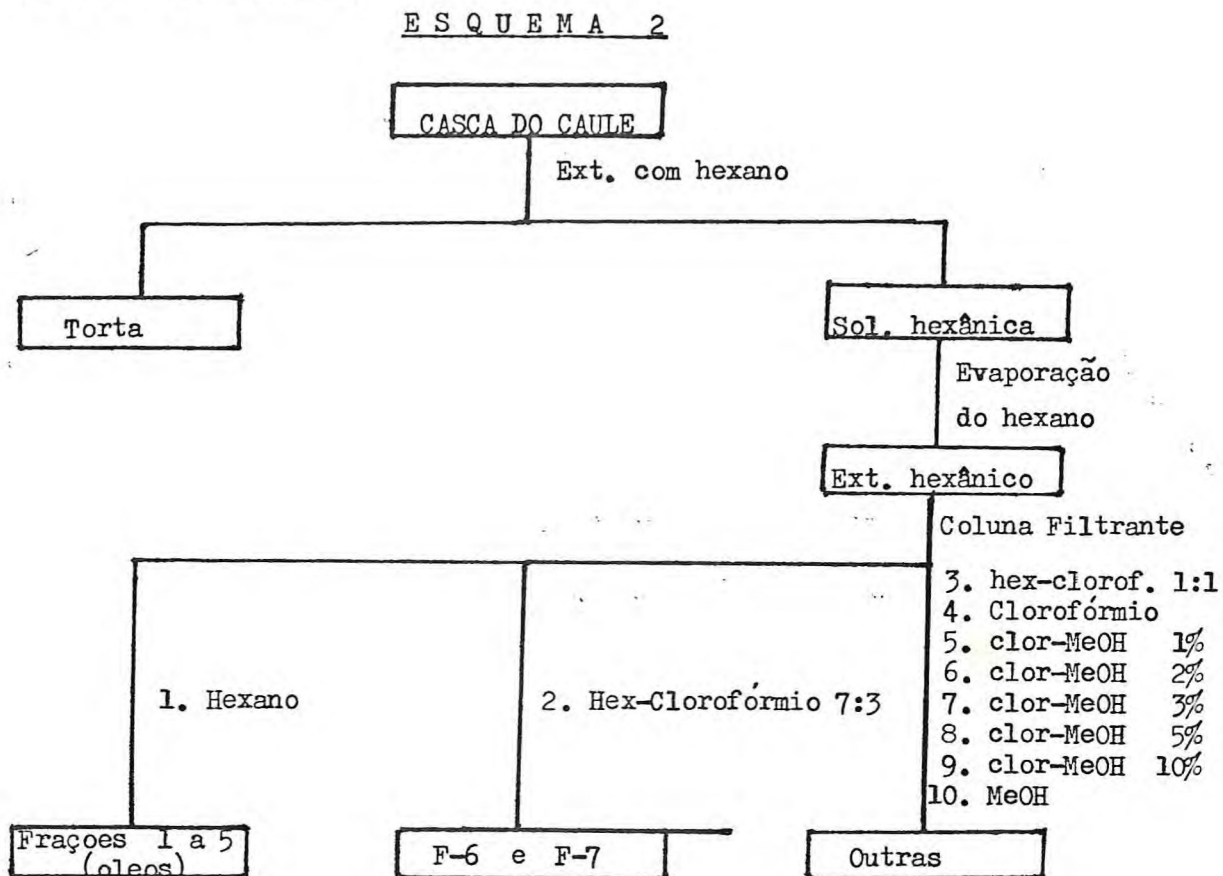 ESQUEMA 2
CASCA DO CAULE
Ext. com hexano
Torta
Sol. hexânica
Evaporação
do hexano
Ext. hexânico
Coluna Filtrante
3. hex-clorof. 1:1
4. Clorofórmio
5. clor-MeOH 1%
6. clor-MeOH 2%
7. clor-MeOH 3%
8. clor-MeOH 5%
9. clor-MeOH 10%
10. MeOH
1. Hexano
2. Hex-Clorofórmio 7:3
Fraçoes 1 a 5
(oleos)
F-6 e F-7
Outras